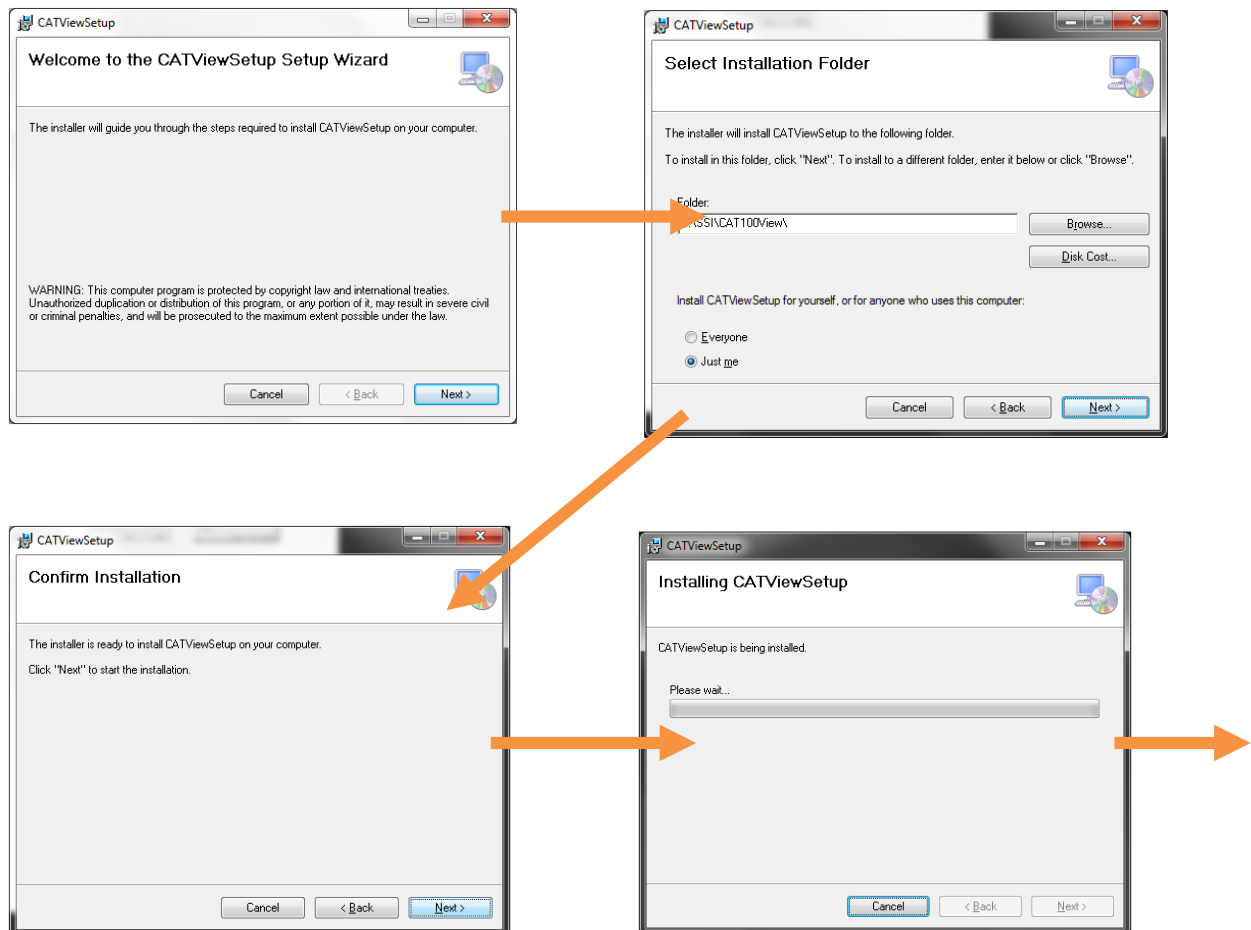 CATViewSetup
Welcome to the CATViewSetup Setup Wizard
The installer will guide you through the steps required to install CATViewSetup on your computer.
WARNING: This computer program is protected by copyright law and international treaties.
Unauthorized duplication or distribution of this program, or any portion of it, may result in severe civil
or criminal penalties, and will be prosecuted to the maximum extent possible under the law.
Cancel
< Back
Next >
CATViewSetup
Select Installation Folder
The installer will install CATViewSetup to the following folder.
To install in this folder, click "Next". To install to a different folder, enter it below or click "Browse".
Folder:
\SSI\CAT100View\
Browse...
Disk Cost...
Install CATViewSetup for yourself, or for anyone who uses this computer:
Everyone
Just me
Cancel
< Back
Next >
CATViewSetup
Confirm Installation
The installer is ready to install CATViewSetup on your computer.
Click "Next" to start the installation.
Cancel
< Back
Next >
CATViewSetup
Installing CATViewSetup
CATViewSetup is being installed.
Please wait...
Cancel
< Back
Next >